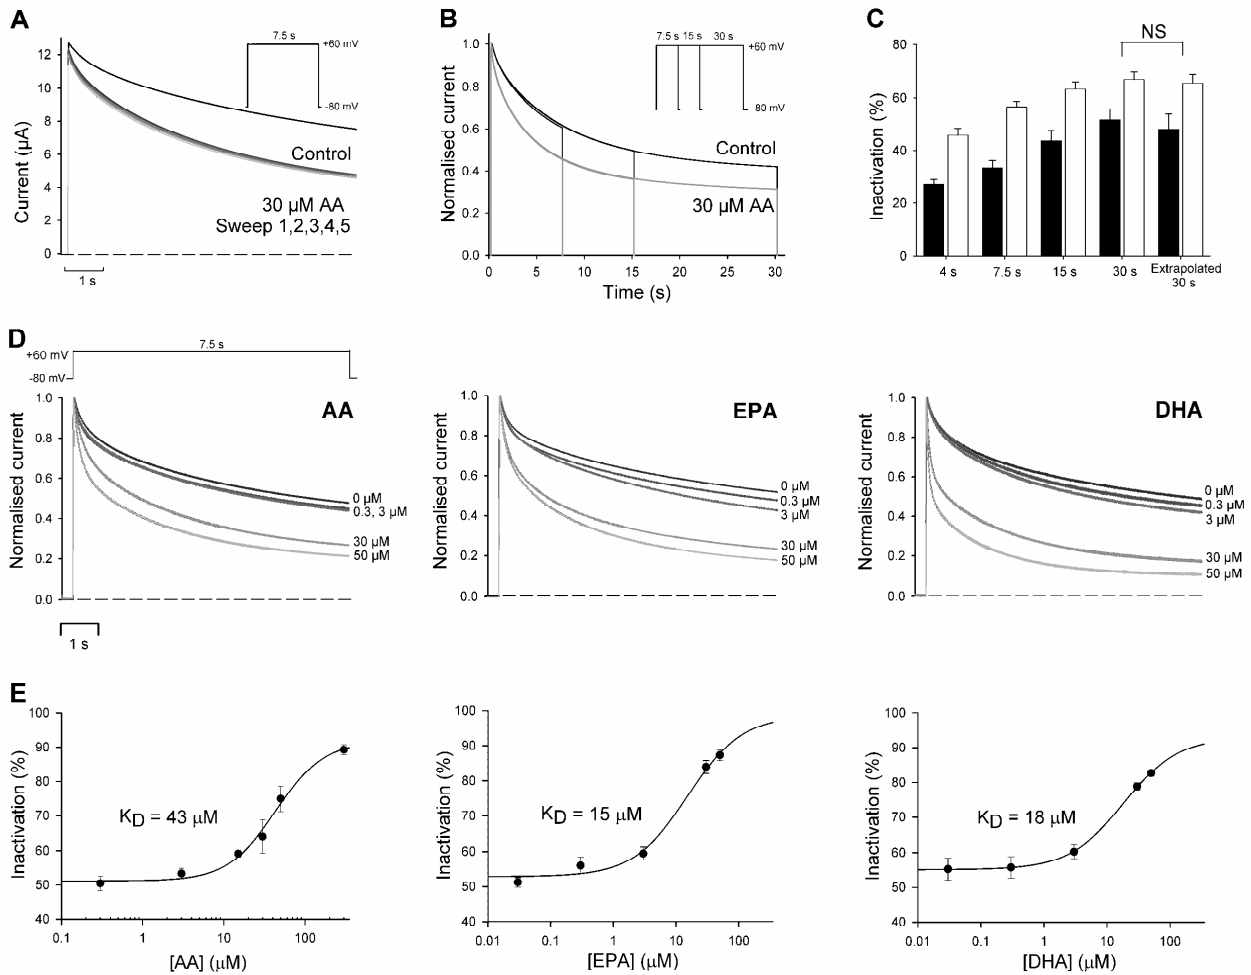 A
7.5 s
+60 mV
-80 mV
12
10
8
6
4
2
0
Current (µA)
Control
30 µM AA
Sweep 1,2,3,4,5
1 s
B
7.5 s 15 s 30 s
+60 mV
80 mV
1.0
0.8
0.6
0.4
0.2
0.0
Normalised current
Control
30 µM AA
0 5 10 15 20 25 30
Time (s)
C
NS
80
60
40
20
0
Inactivation (%)
4 s 7.5 s 15 s 30 s Extrapolated
30 s
D
7.5 s
+60 mV
-80 mV
AA
1.0
0.8
0.6
0.4
0.2
0.0
Normalised current
0 µM
0.3, 3 µM
30 µM
50 µM
1 s
EPA
1.0
0.8
0.6
0.4
0.2
0.0
Normalised current
0 µM
0.3 µM
3 µM
30 µM
50 µM
DHA
1.0
0.8
0.6
0.4
0.2
0.0
Normalised current
0 µM
0.3 µM
3 µM
30 µM
50 µM
E
100
90
80
70
60
50
40
Inactivation (%)
KD = 43 µM
0.1 1 10 100
[AA] (µM)
100
90
80
70
60
50
40
Inactivation (%)
KD = 15 µM
0.01 0.1 1 10 100
[EPA] (µM)
100
90
80
70
60
50
40
Inactivation (%)
KD = 18 µM
0.01 0.1 1 10 100
[DHA] (µM)